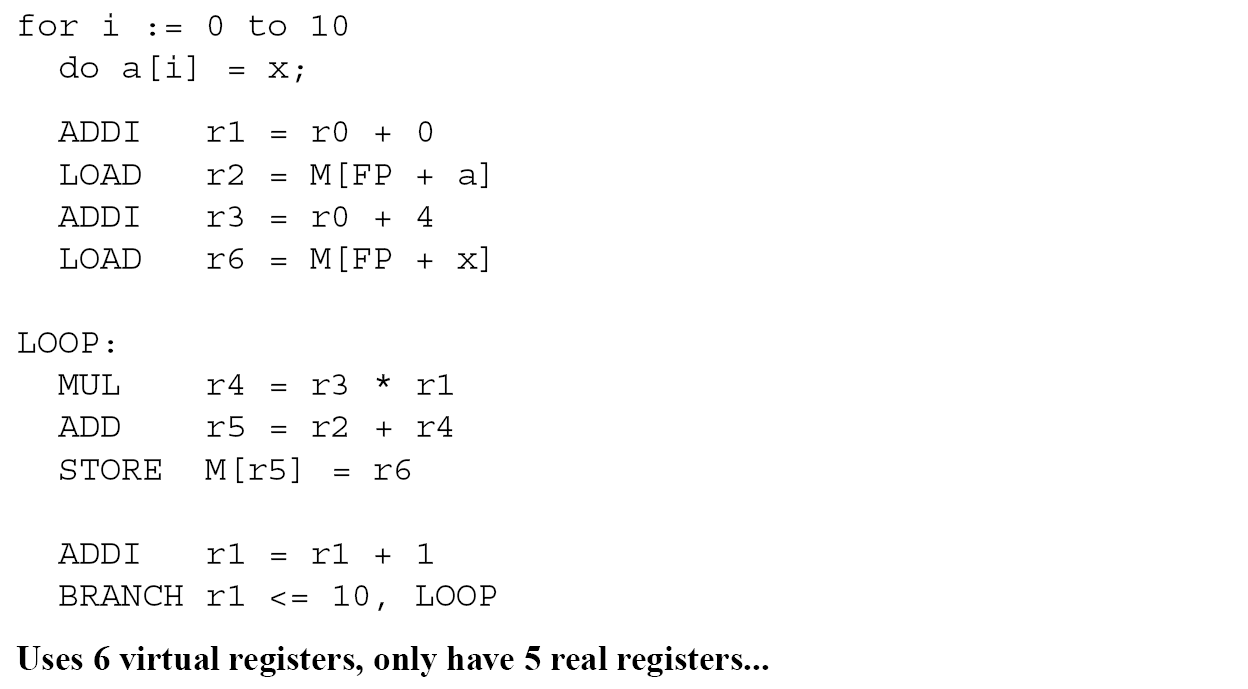 for i := 0 to 10
do a[i] = x;
ADDI r1 = r0 + 0
LOAD r2 = M[FP + a]
ADDI r3 = r0 + 4
LOAD r6 = M[FP + x]
LOOP:
MUL r4 = r3 * r1
ADD r5 = r2 + r4
STORE M[r5] = r6
ADDI r1 = r1 + 1
BRANCH r1 <= 10, LOOP
Uses 6 virtual registers, only have 5 real registers...